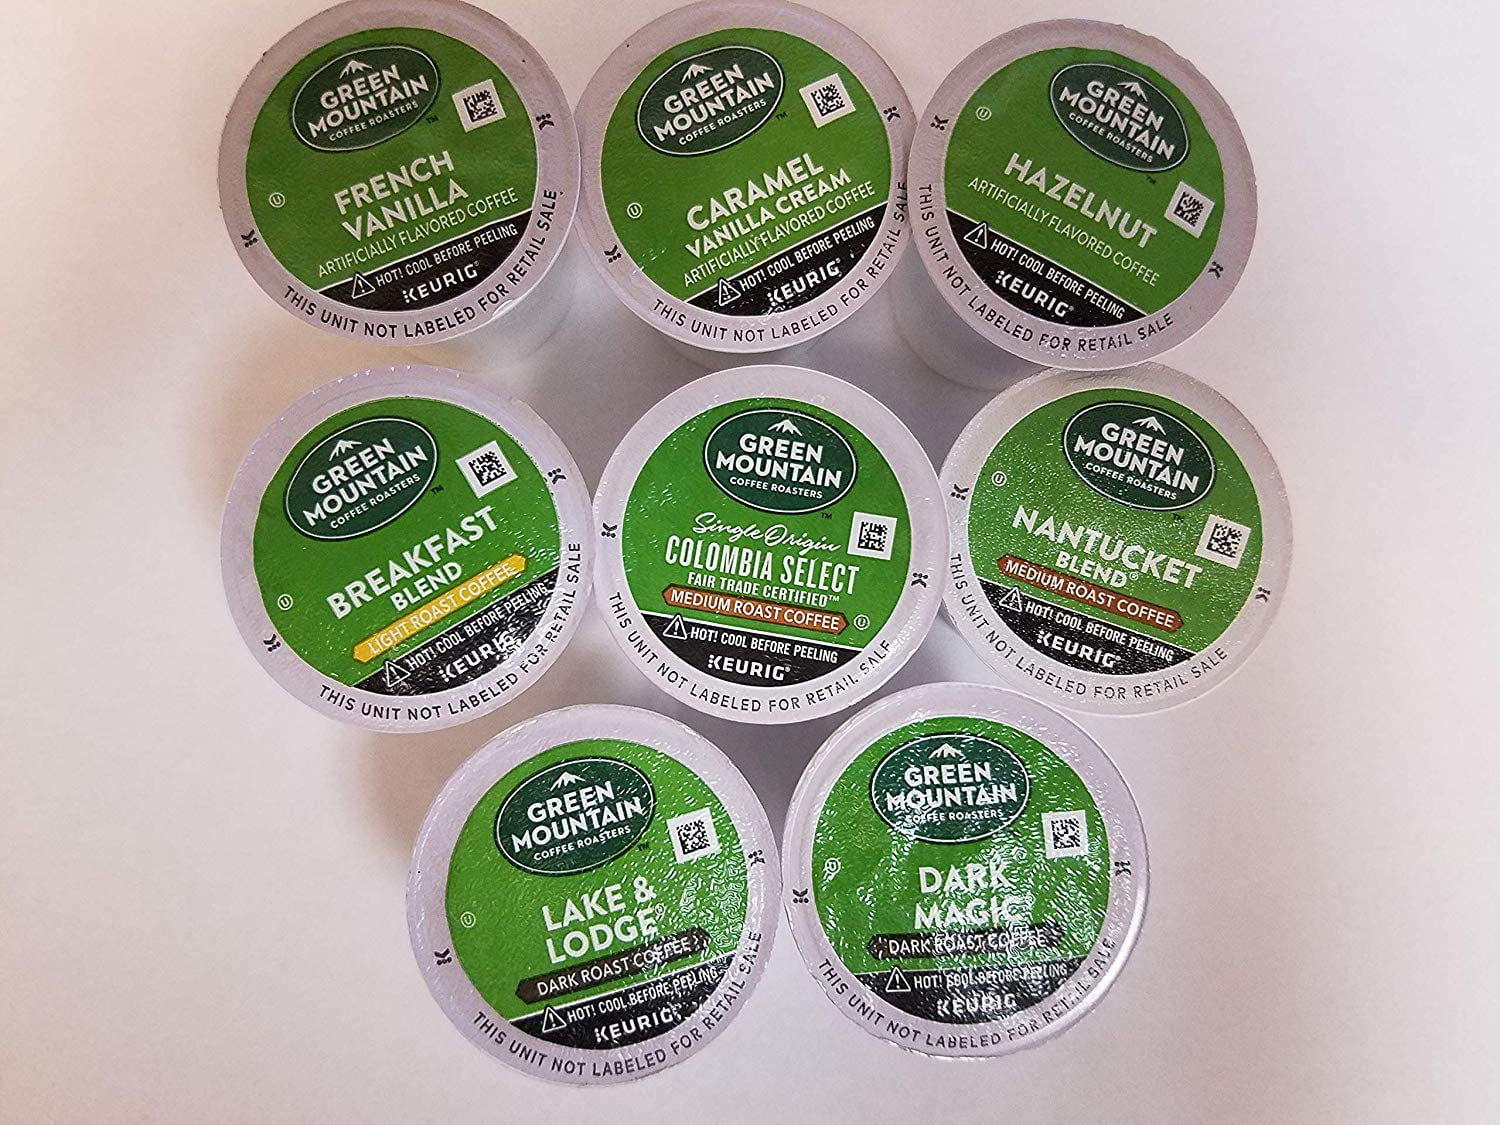 GREEN
MOUNTAIN
COFFEE ROASTERS™
FRENCH
VANILLA
ARTIFICIALLY FLAVORED COFFEE
HOT! COOL BEFORE PEELING
KEURIG®
THIS UNIT NOT LABELED FOR RETAIL SALE
GREEN
MOUNTAIN
COFFEE ROASTERS™
CARAMEL
VANILLA CREAM
ARTIFICIALLY FLAVORED COFFEE
HOT! COOL BEFORE PEELING
KEURIG®
THIS UNIT NOT LABELED FOR RETAIL SALE
GREEN
MOUNTAIN
COFFEE ROASTERS™
HAZELNUT
ARTIFICIALLY FLAVORED COFFEE
HOT! COOL BEFORE PEELING
KEURIG®
THIS UNIT NOT LABELED FOR RETAIL SALE
GREEN
MOUNTAIN
COFFEE ROASTERS™
BREAKFAST
BLEND
LIGHT ROAST COFFEE
HOT! COOL BEFORE PEELING
KEURIG
THIS UNIT NOT LABELED FOR RETAIL SALE
GREEN
MOUNTAIN
COFFEE ROASTERS™
Single Origin
COLOMBIA SELECT
FAIR TRADE CERTIFIED™
MEDIUM ROAST COFFEE
HOT! COOL BEFORE PEELING
KEURIG®
THIS UNIT NOT LABELED FOR RETAIL SALE
GREEN
MOUNTAIN
COFFEE ROASTERS™
NANTUCKET
BLEND®
MEDIUM ROAST COFFEE
HOT! COOL BEFORE PEELING
KEURIG®
THIS UNIT NOT LABELED FOR RETAIL SALE
GREEN
MOUNTAIN
COFFEE ROASTERS™
LAKE &
LODGE®
DARK ROAST COFFEE
HOT! COOL BEFORE PEELING
KEURIG®
THIS UNIT NOT LABELED FOR RETAIL SALE
GREEN
MOUNTAIN
COFFEE ROASTERS
DARK
MAGIC®
DARK ROAST COFFEE
HOT! COOL BEFORE PEELING
KEURIG
THIS UNIT NOT LABELED FOR RETAIL SALE